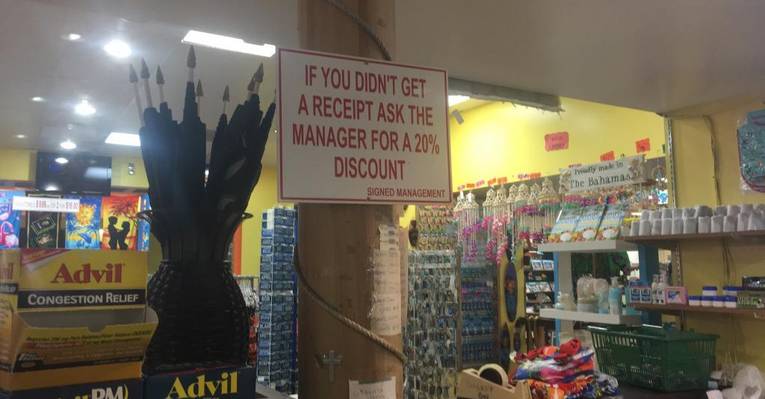 IF YOU DIDN'T GET
A RECEIPT ASK THE
MANAGER FOR A 20%
DISCOUNT
SIGNED MANAGEMENT
Proudly made in
The Bahamas
Advil
CONGESTION RELIEF
PM
Advil